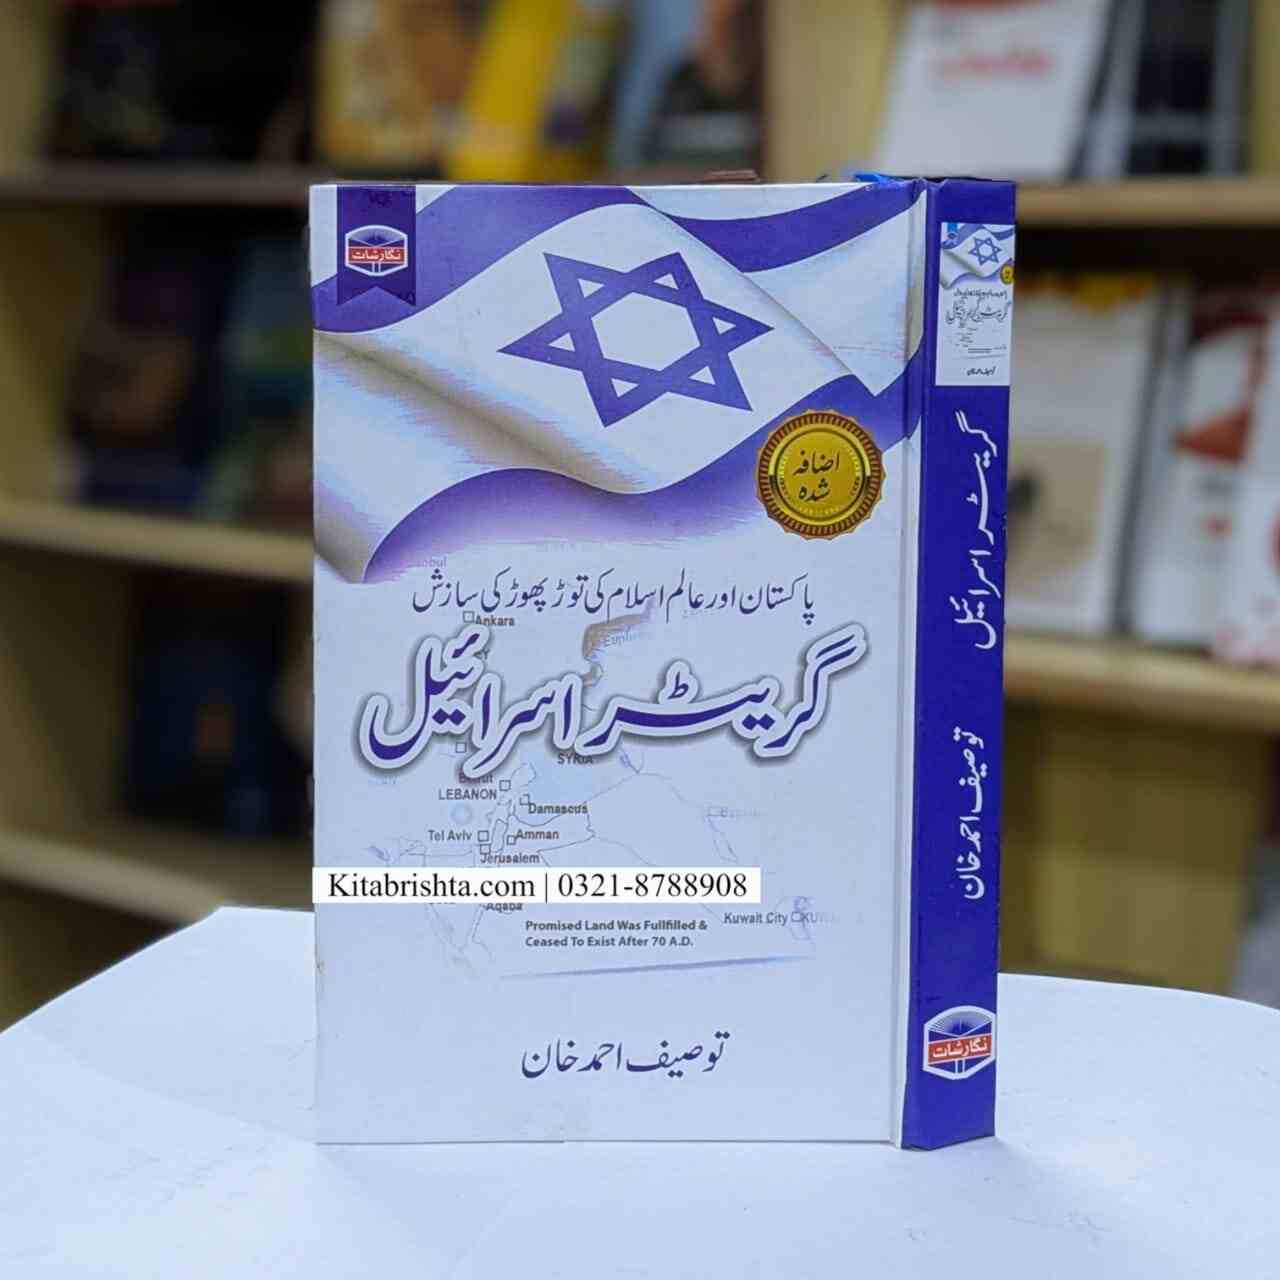 نگارشات
اضافہ
شدہ
پاکستان اور عالم اسلام کی توڑ پھوڑ کی سازش
گریٹر اسرائیل
Ankara
SYRIA
Beirut
LEBANON
Damascus
Tel Aviv
Amman
Jerusalem
Kitabrishta.com | 0321-8788908
Aqaba
Kuwait City
Promised Land Was Fullfilled &
Ceased To Exist After 70 A.D.
توصیف احمد خان
گریٹر اسرائیل
توصیف احمد خان
نگارشات